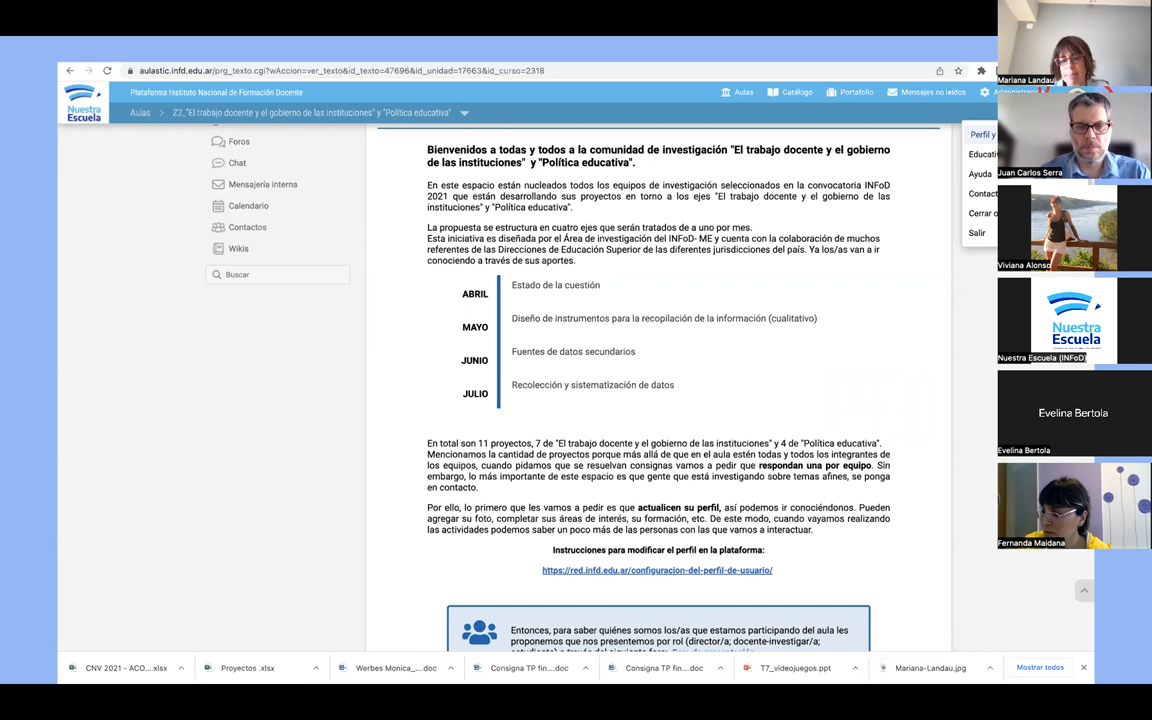 aulastic.infd.edu.ar/prg_texto.cgi?wAccion=ver_texto&id_texto=47696&id_unidad=17663&id_curso=2318
Nuestra
Escuela
Plataforma Instituto Nacional de Formación Docente
Aulas
Catálogo
Portafolio
Mensajes no leídos
Aulas
Z2_"El trabajo docente y el gobierno de las instituciones" y "Política educativa"
Foros
Chat
Mensajería interna
Calendario
Contactos
Wikis
Buscar
Perfil y
Ayuda
Salir
Bienvenidos a todas y todos a la comunidad de investigación "El trabajo docente y el gobierno
de las instituciones" y "Política educativa".
En este espacio están nucleados todos los equipos de investigación seleccionados en la convocatoria INFoD
2021 que están desarrollando sus proyectos en torno a los ejes "El trabajo docente y el gobierno de las
instituciones" y "Política educativa".
La propuesta se estructura en cuatro ejes que serán tratados de a uno por mes.
Esta iniciativa es diseñada por el Área de investigación del INFoD- ME y cuenta con la colaboración de muchos
referentes de las Direcciones de Educación Superior de las diferentes jurisdicciones del país. Ya los/as van a ir
conociendo a través de sus aportes.
ABRIL
Estado de la cuestión
MAYO
Diseño de instrumentos para la recopilación de la información (cualitativo)
JUNIO
Fuentes de datos secundarios
JULIO
Recolección y sistematización de datos
En total son 11 proyectos, 7 de "El trabajo docente y el gobierno de las instituciones" y 4 de "Política educativa".
Mencionamos la cantidad de proyectos porque más allá de que en el aula estén todas y todos los integrantes de
los equipos, cuando pidamos que se resuelvan consignas vamos a pedir que respondan una por equipo. Sin
embargo, lo más importante de este espacio es que gente que está investigando sobre temas afines, se ponga
en contacto.
Por ello, lo primero que les vamos a pedir es que actualicen su perfil, así podemos ir conociéndonos. Pueden
agregar su foto, completar sus áreas de interés, su formación, etc. De este modo, cuando vayamos realizando
las actividades podemos saber un poco más de las personas con las que vamos a interactuar.
Instrucciones para modificar el perfil en la plataforma:
https://red.infd.edu.ar/configuracion-del-perfil-de-usuario/
Entonces, para saber quiénes somos los/as que estamos participando del aula les
proponemos que nos presentemos por rol (director/a; docente-investigar/a;
CNV 2021 - ACO....xlsx
Proyectos .xlsx
Werbes Monica_...doc
Consigna TP fin....doc
Consigna TP fin....doc
T7_videojuegos.ppt
Mariana-Landau.jpg
Mostrar todos
Mariana Landau
Juan Carlos Serra
Viviana Alonso
Nuestra
Escuela
Nuestra Escuela (INFoD)
Evelina Bertola
Evelina Bertola
Fernanda Maidana